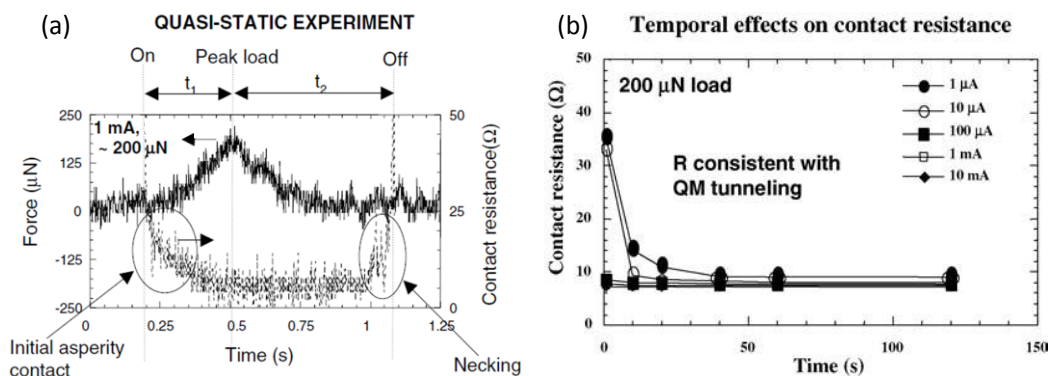 (a)
QUASI-STATIC EXPERIMENT
On
Peak load
Off
t1
t2
250
125
0
-125
-250
Force (μN)
1 mA,
~ 200 μN
50
25
0
Contact resistance(Ω)
0
0.25
0.5
0.75
1
1.25
Time (s)
Initial asperity
contact
Necking
(b)
Temporal effects on contact resistance
50
40
30
20
10
0
Contact resistance (Ω)
200 μN load
R consistent with
QM tunneling
1 μA
10 μA
100 μA
1 mA
10 mA
0
50
100
150
Time (s)